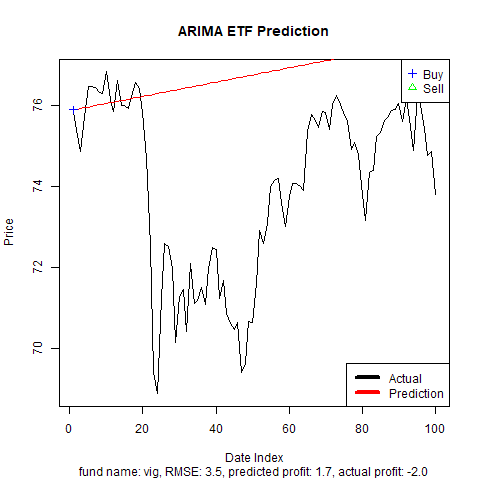 ARIMA ETF Prediction
Buy
Sell
76
74
72
70
Price
Actual
Prediction
0 20 40 60 80 100
Date Index
fund name: vig, RMSE: 3.5, predicted profit: 1.7, actual profit: -2.0